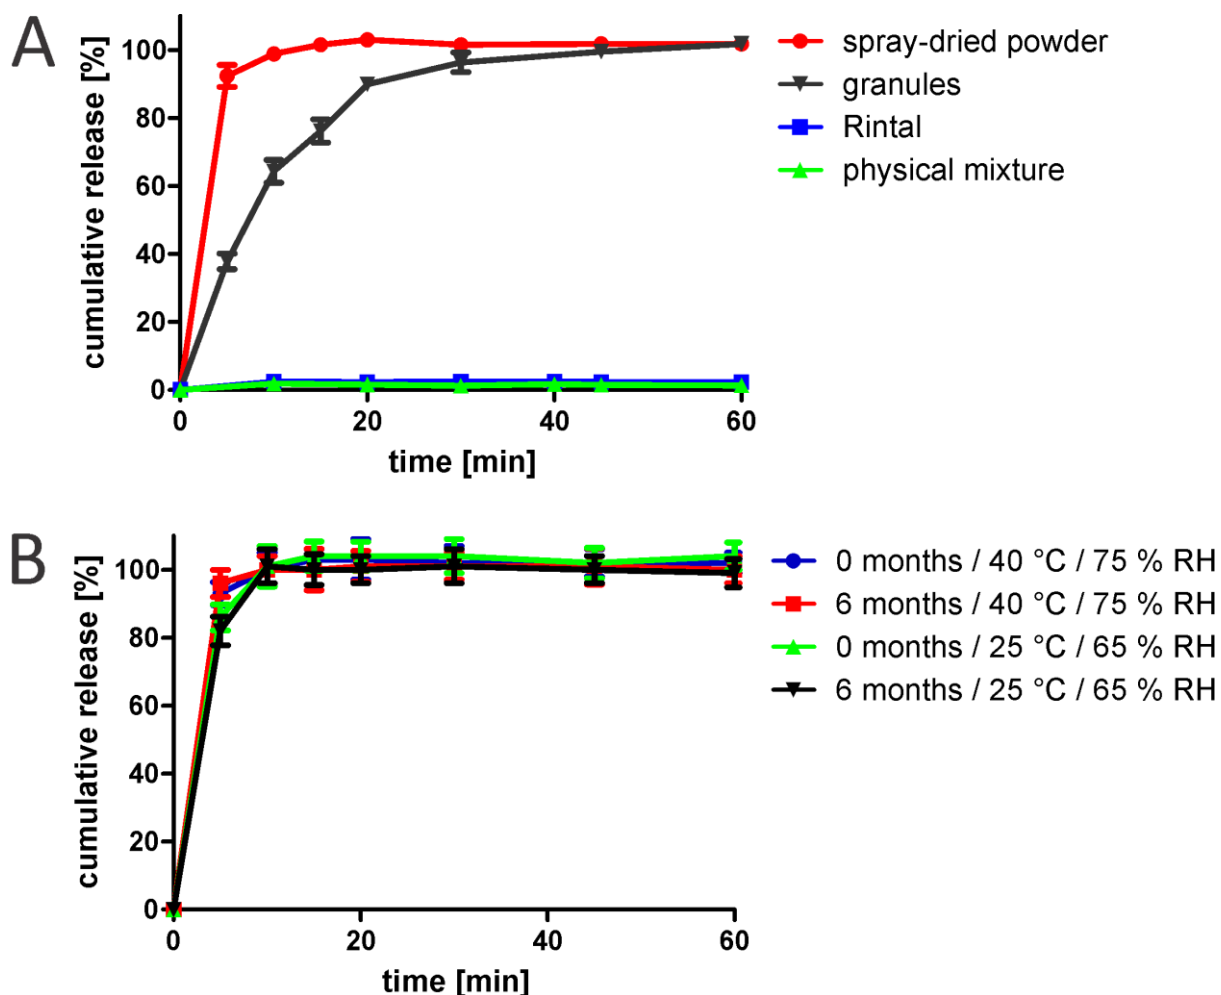 A
cumulative release [%]
100
80
60
40
20
0
0 20 40 60
time [min]
spray-dried powder
granules
Rintal
physical mixture
B
cumulative release [%]
100
80
60
40
20
0
0 20 40 60
time [min]
0 months / 40 °C / 75 % RH
6 months / 40 °C / 75 % RH
0 months / 25 °C / 65 % RH
6 months / 25 °C / 65 % RH